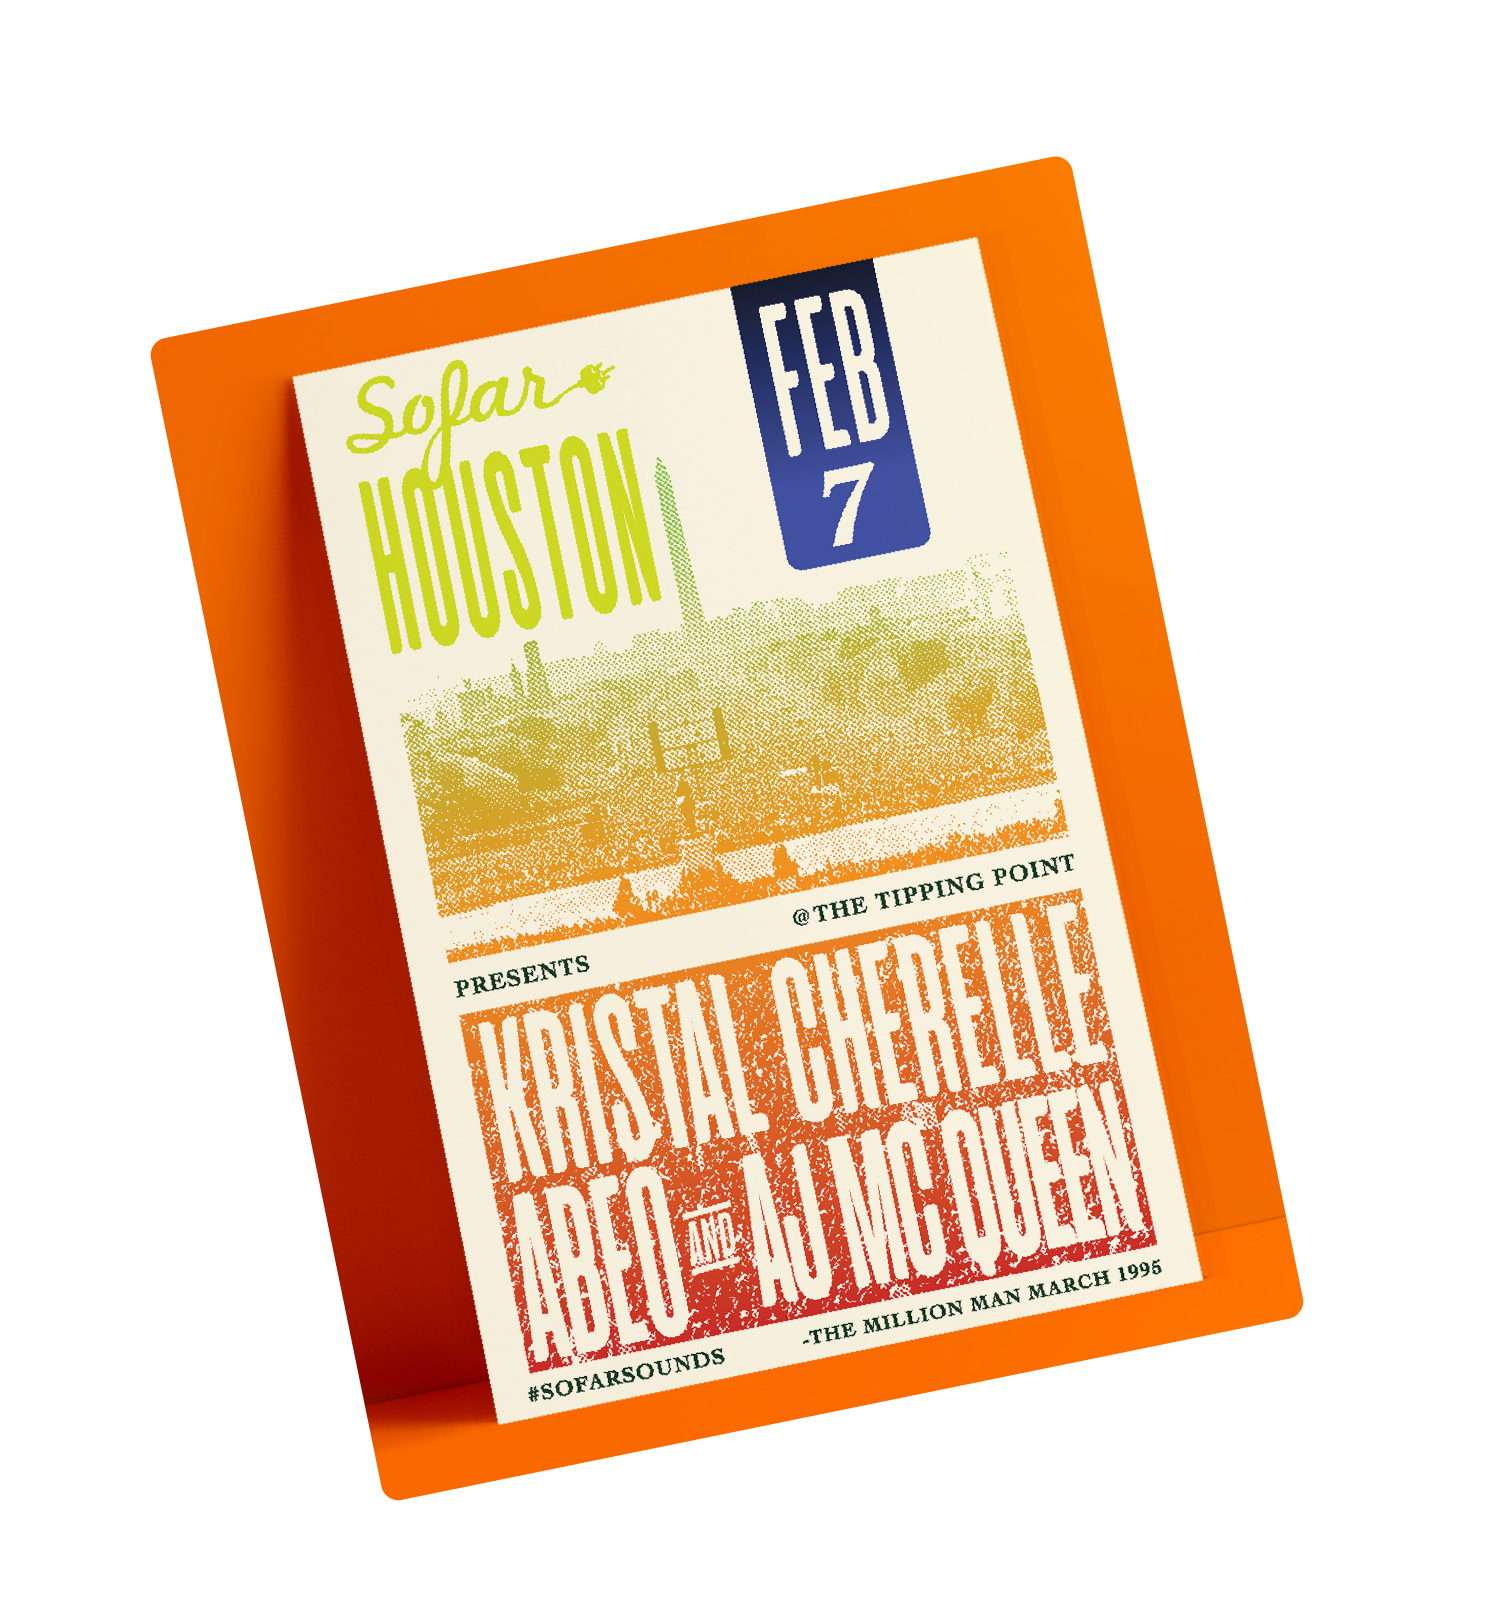 Sofar
HOUSTON
FEB
7
@THE TIPPING POINT
PRESENTS
KRISTAL CHERELLE
ABEO AND AJ MC QUEEN
#SOFARSOUNDS
-THE MILLION MAN MARCH 1995